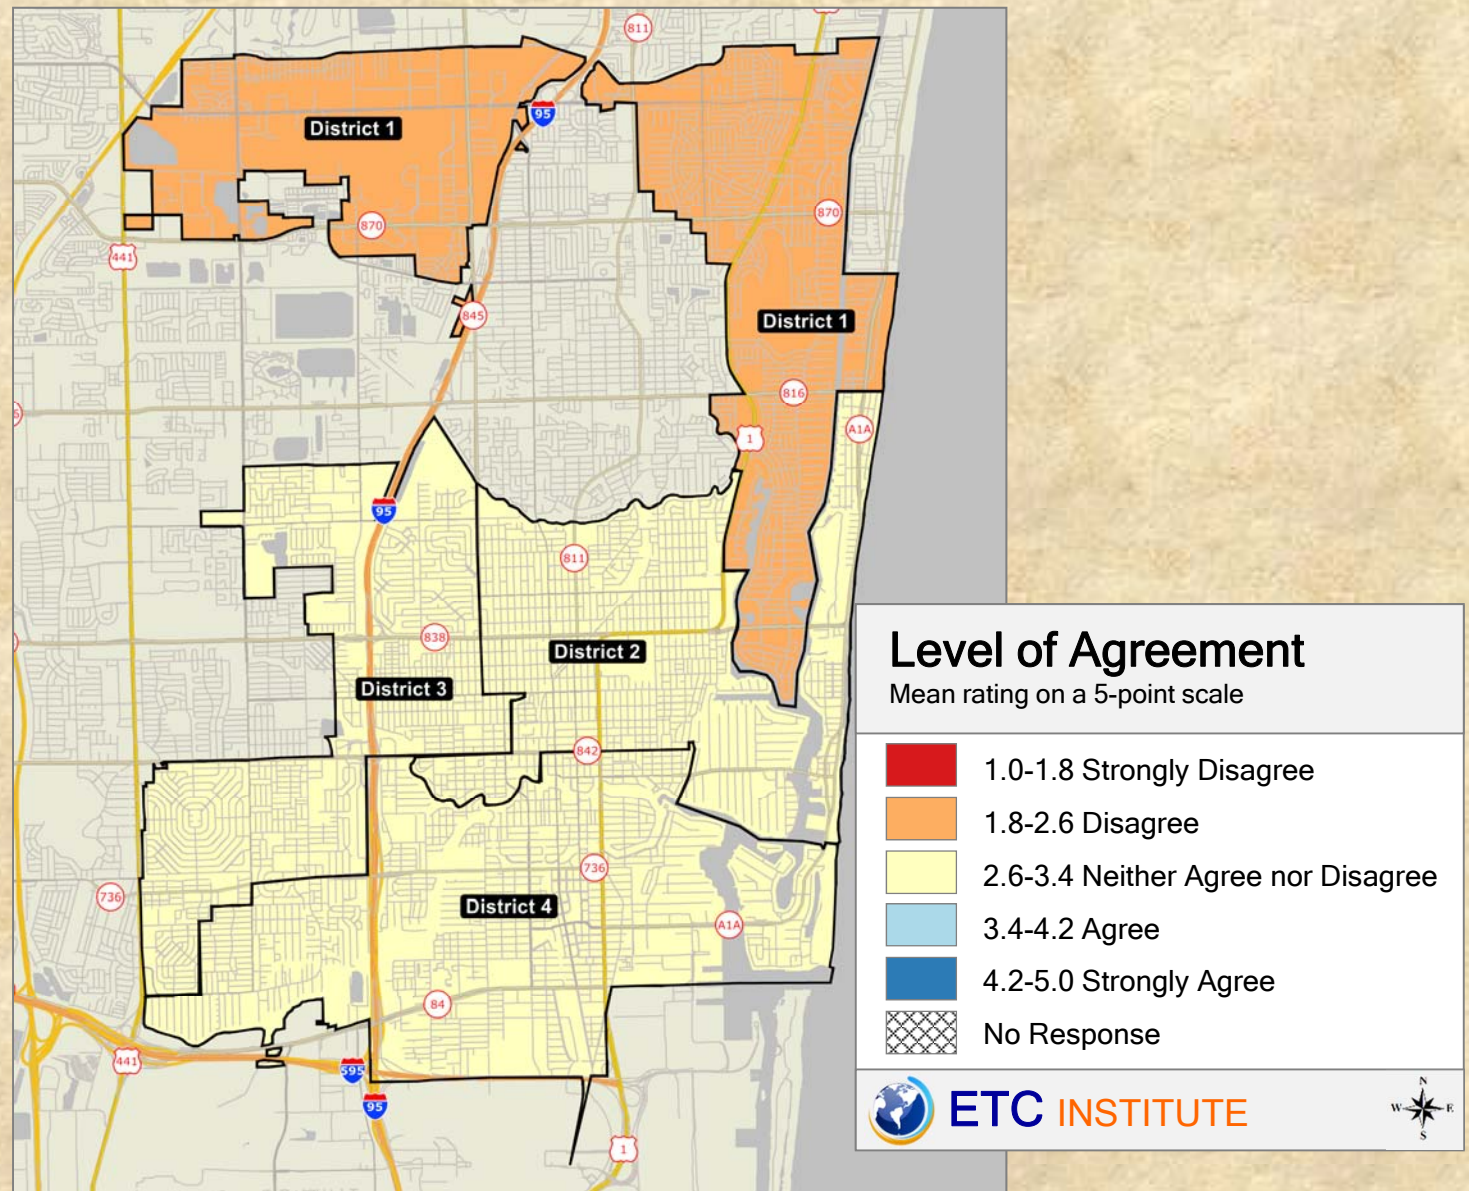 811
95
District 1
870
870
441
845
District 1
816
1
A1A
95
811
838
District 2
District 3
842
736
736
District 4
A1A
84
441
595
95
1
Level of Agreement
Mean rating on a 5-point scale
1.0-1.8 Strongly Disagree
1.8-2.6 Disagree
2.6-3.4 Neither Agree nor Disagree
3.4-4.2 Agree
4.2-5.0 Strongly Agree
No Response
ETC INSTITUTE
N
W E
S